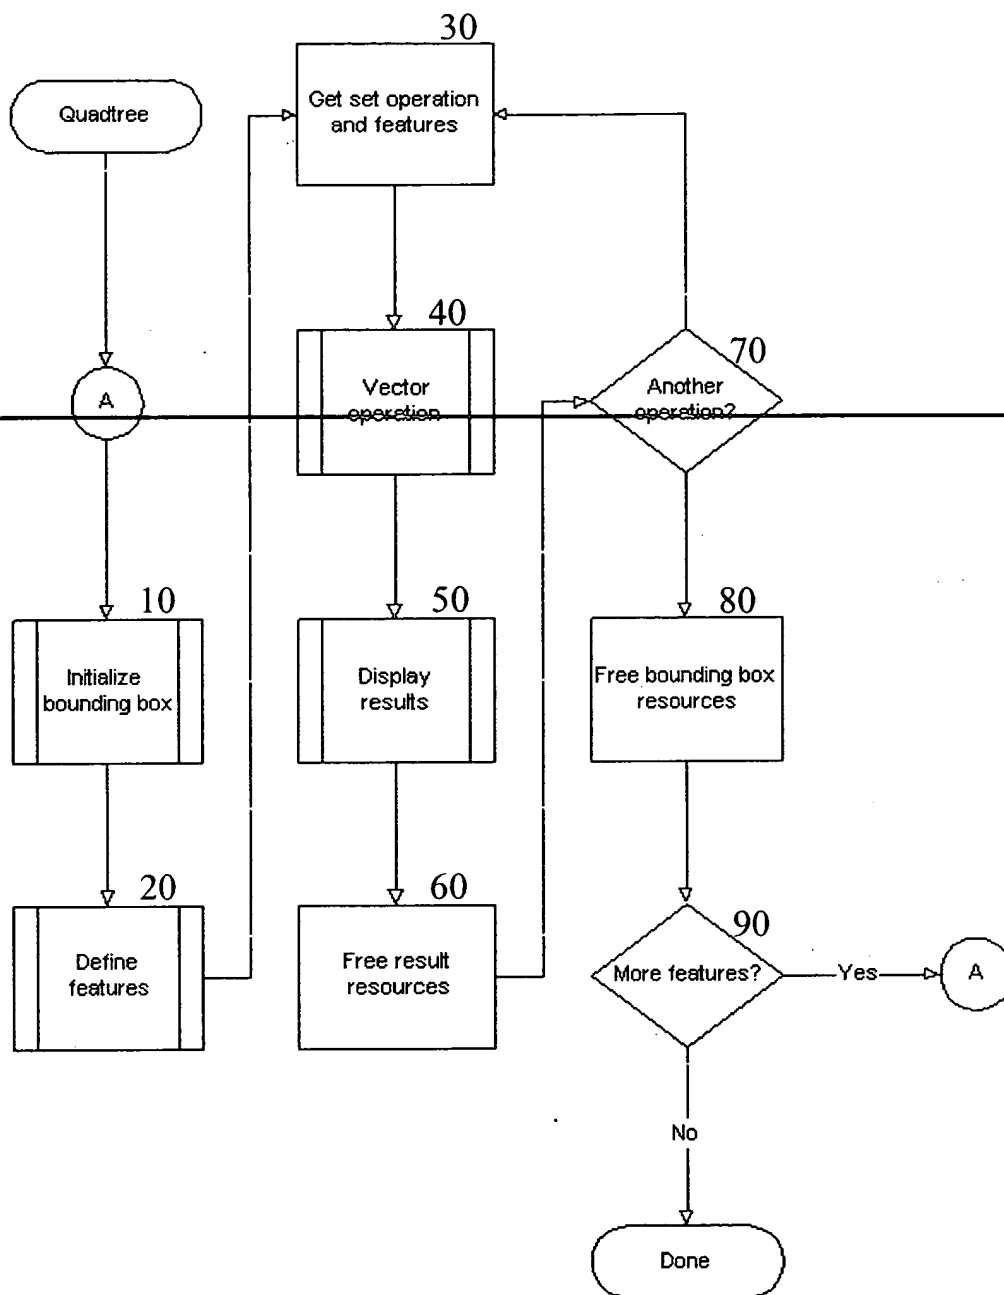 Quadtree
A
10
Initialize
bounding box
20
Define
features
30
Get set operation
and features
40
Vector
operation
50
Display
results
60
Free result
resources
70
Another
operation?
80
Free bounding box
resources
90
More features?
Yes
A
No
Done